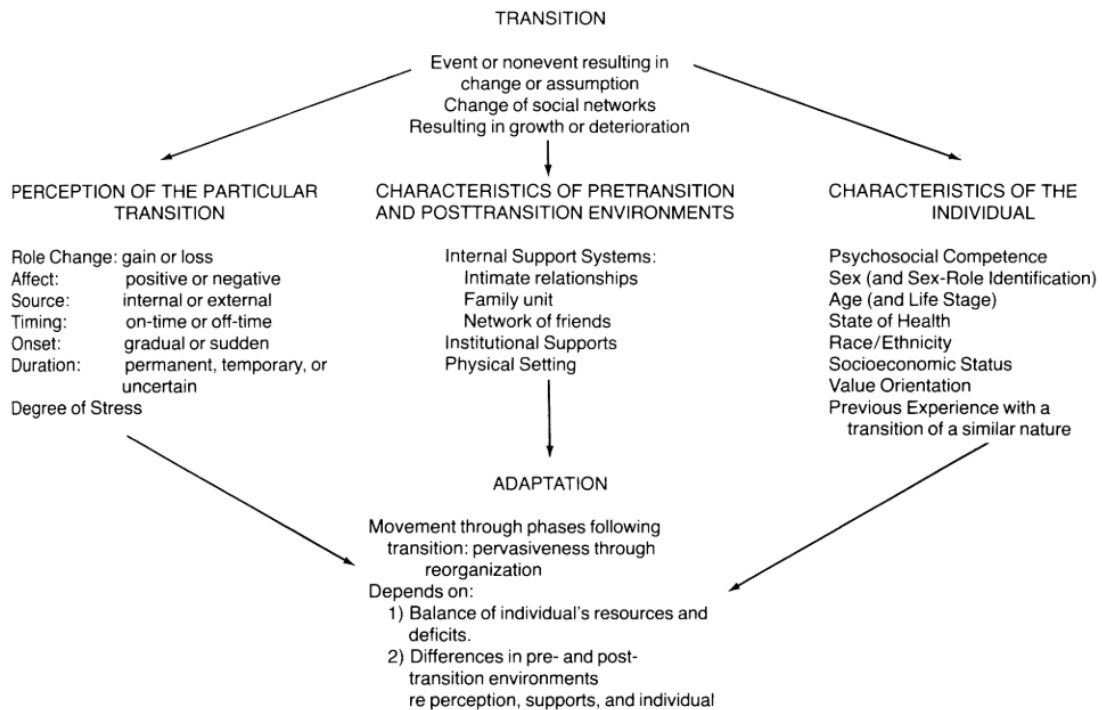 TRANSITION
Event or nonevent resulting in
change or assumption
Change of social networks
Resulting in growth or deterioration
PERCEPTION OF THE PARTICULAR
TRANSITION
Role Change: gain or loss
Affect: positive or negative
Source: internal or external
Timing: on-time or off-time
Onset: gradual or sudden
Duration: permanent, temporary, or
uncertain
Degree of Stress
CHARACTERISTICS OF PRETRANSITION
AND POSTTRANSITION ENVIRONMENTS
Internal Support Systems:
Intimate relationships
Family unit
Network of friends
Institutional Supports
Physical Setting
CHARACTERISTICS OF THE
INDIVIDUAL
Psychosocial Competence
Sex (and Sex-Role Identification)
Age (and Life Stage)
State of Health
Race/Ethnicity
Socioeconomic Status
Value Orientation
Previous Experience with a
transition of a similar nature
ADAPTATION
Movement through phases following
transition: pervasiveness through
reorganization
Depends on:
1) Balance of individual's resources and
deficits.
2) Differences in pre- and post-
transition environments
re perception, supports, and individual